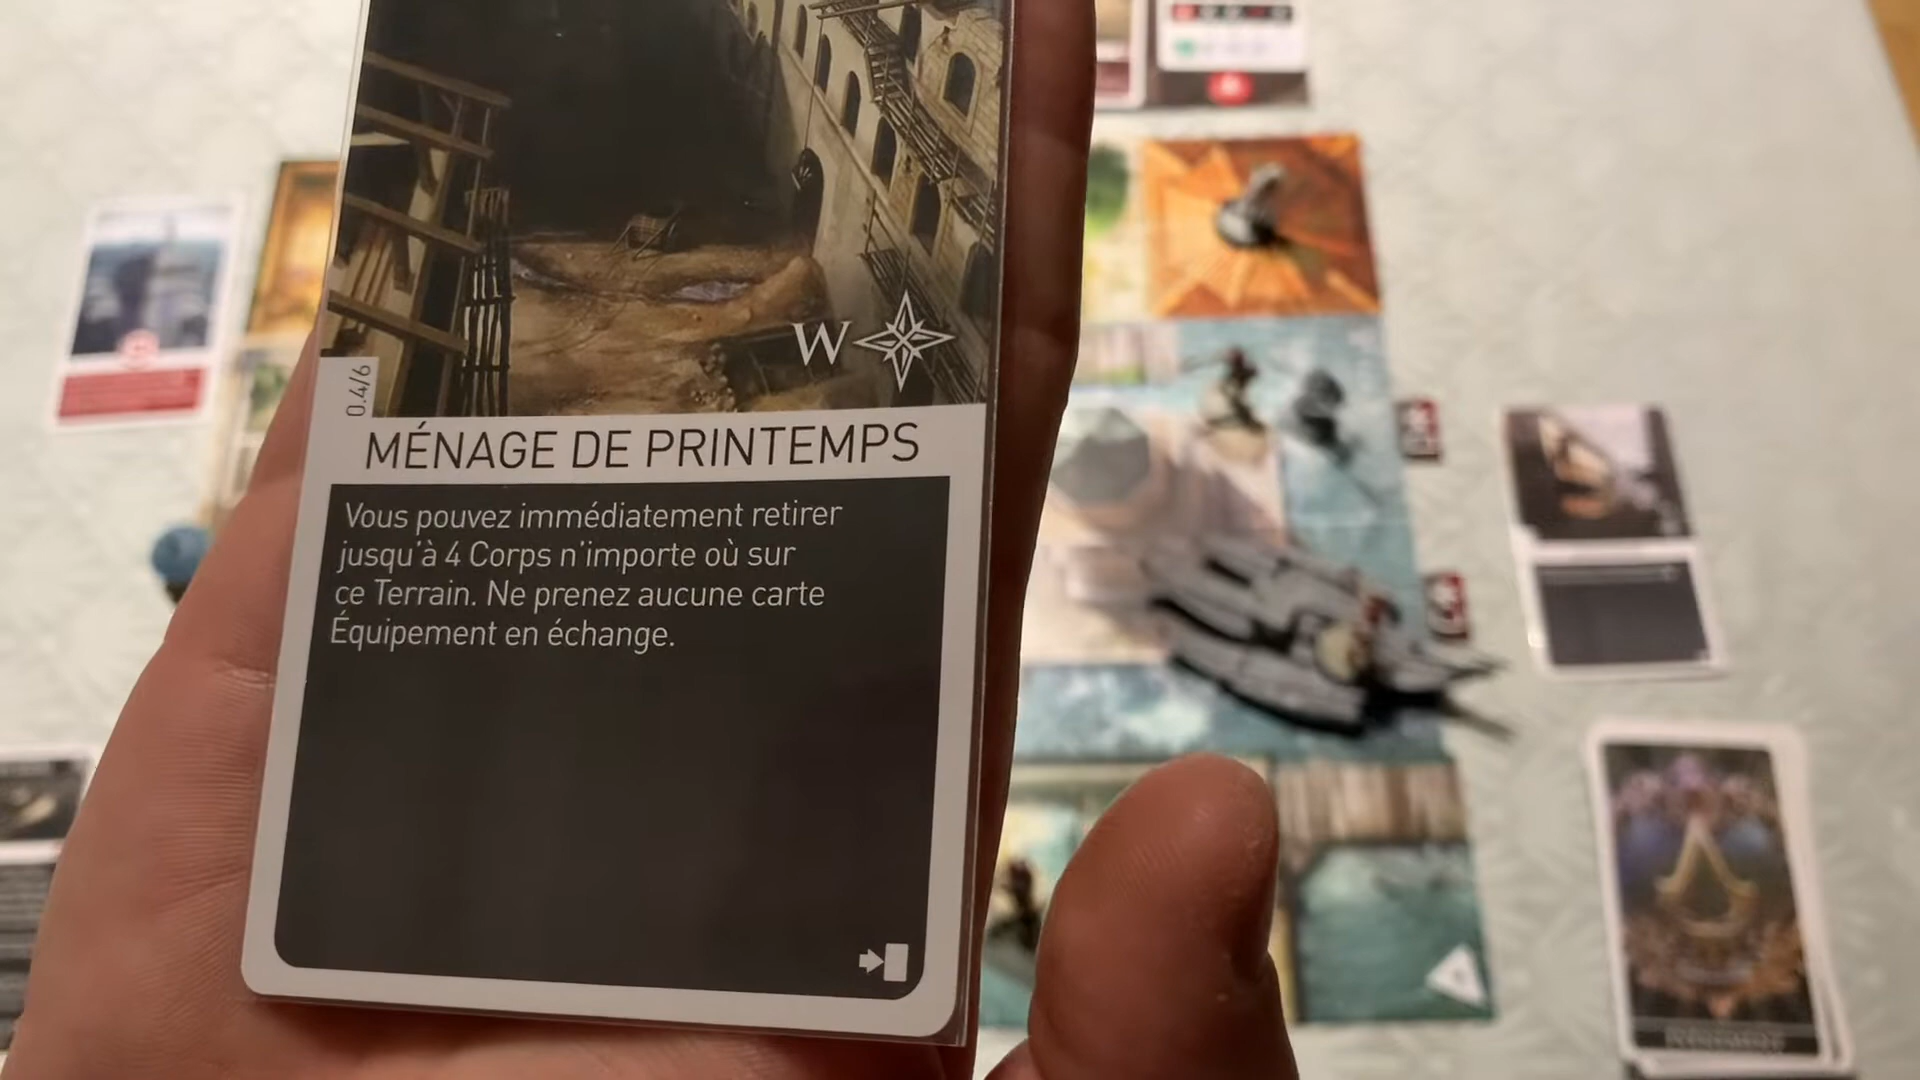 W
0.4/6
MÉNAGE DE PRINTEMPS
Vous pouvez immédiatement retirer
jusqu'à 4 Corps n'importe où sur
ce Terrain. Ne prenez aucune carte
Équipement en échange.